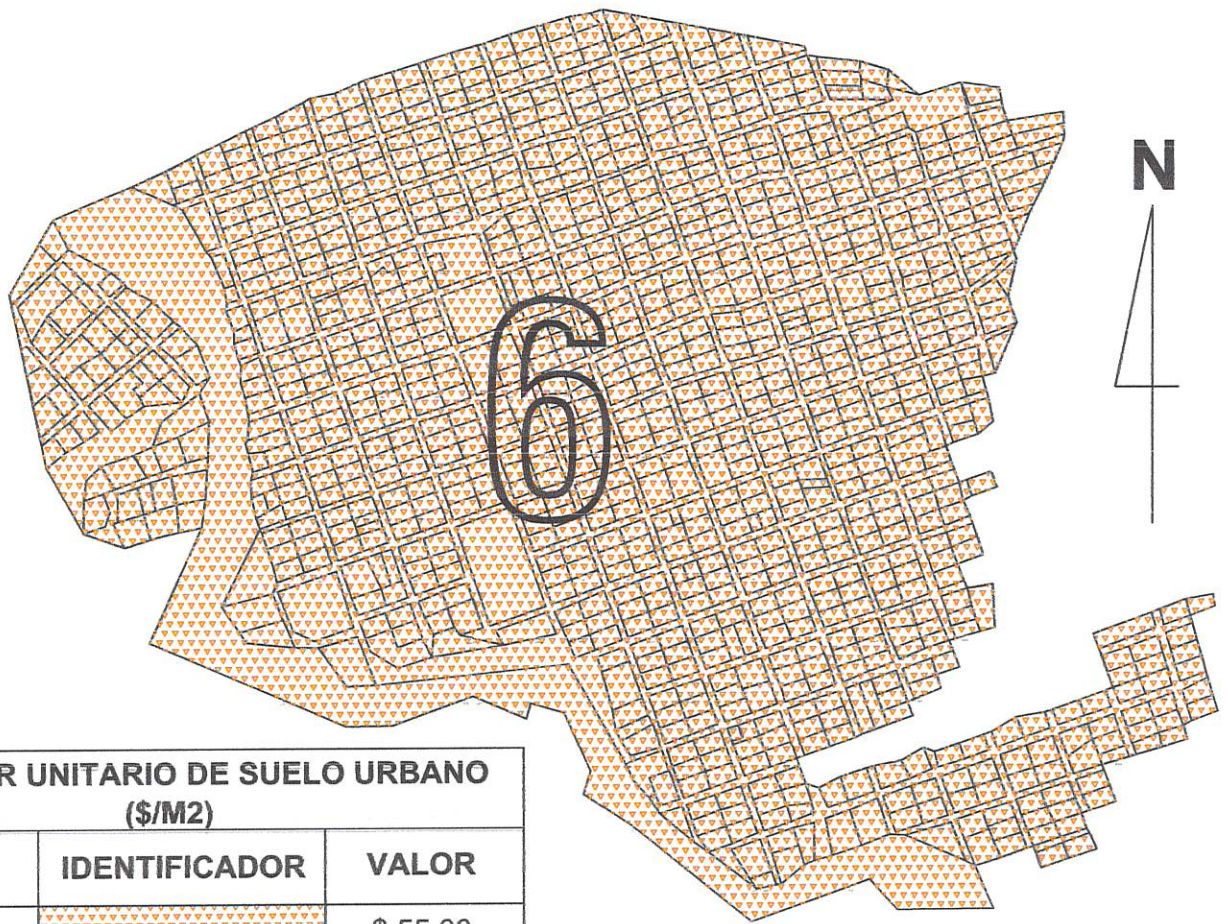 N
6
R UNITARIO DE SUELO URBANO
($/M2)
IDENTIFICADOR VALOR